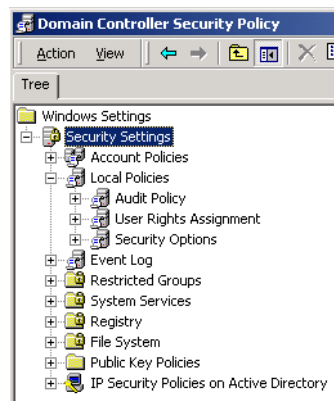 Domain Controller Security Policy
Action View
Tree
Windows Settings
Security Settings
Account Policies
Local Policies
Audit Policy
User Rights Assignment
Security Options
Event Log
Restricted Groups
System Services
Registry
File System
Public Key Policies
IP Security Policies on Active Directory